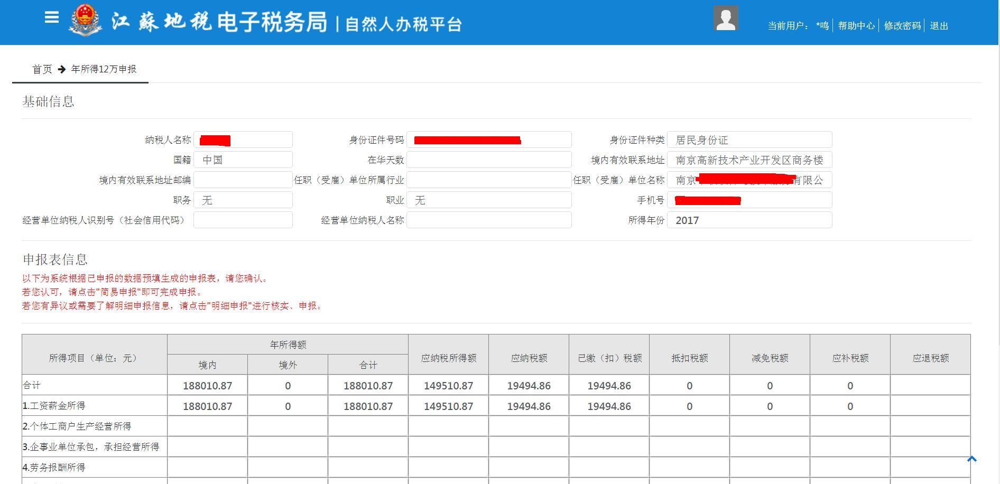 江蘇地税电子税务局 | 自然人办税平台
当前用户： *鸣 | 帮助中心 | 修改密码 | 退出
首页 → 年所得12万申报
基础信息
纳税人名称 身份证件号码 身份证件种类 居民身份证
国籍 中国 在华天数 境内有效联系地址 南京高新技术产业开发区商务楼
境内有效联系地址邮编 任职（受雇）单位所属行业 任职（受雇）单位名称 南京 有限公
职务 无 职业 无 手机号
经营单位纳税人识别号（社会信用代码） 经营单位纳税人名称 所得年份 2017
申报表信息
以下为系统根据已申报的数据预填生成的申报表，请您确认。
若您认可，请点击"简易申报"即可完成申报。
若您有异议或需要了解明细申报信息，请点击"明细申报"进行核实、申报。
所得项目（单位：元） 年所得额 应纳税所得额 应纳税额 已缴（扣）税额 抵扣税额 减免税额 应补税额 应退税额
境内 境外 合计
合计 188010.87 0 188010.87 149510.87 19494.86 19494.86 0 0 0
1.工资薪金所得 188010.87 0 188010.87 149510.87 19494.86 19494.86 0 0 0
2.个体工商户生产经营所得
3.企事业单位承包，承担经营所得
4.劳务报酬所得